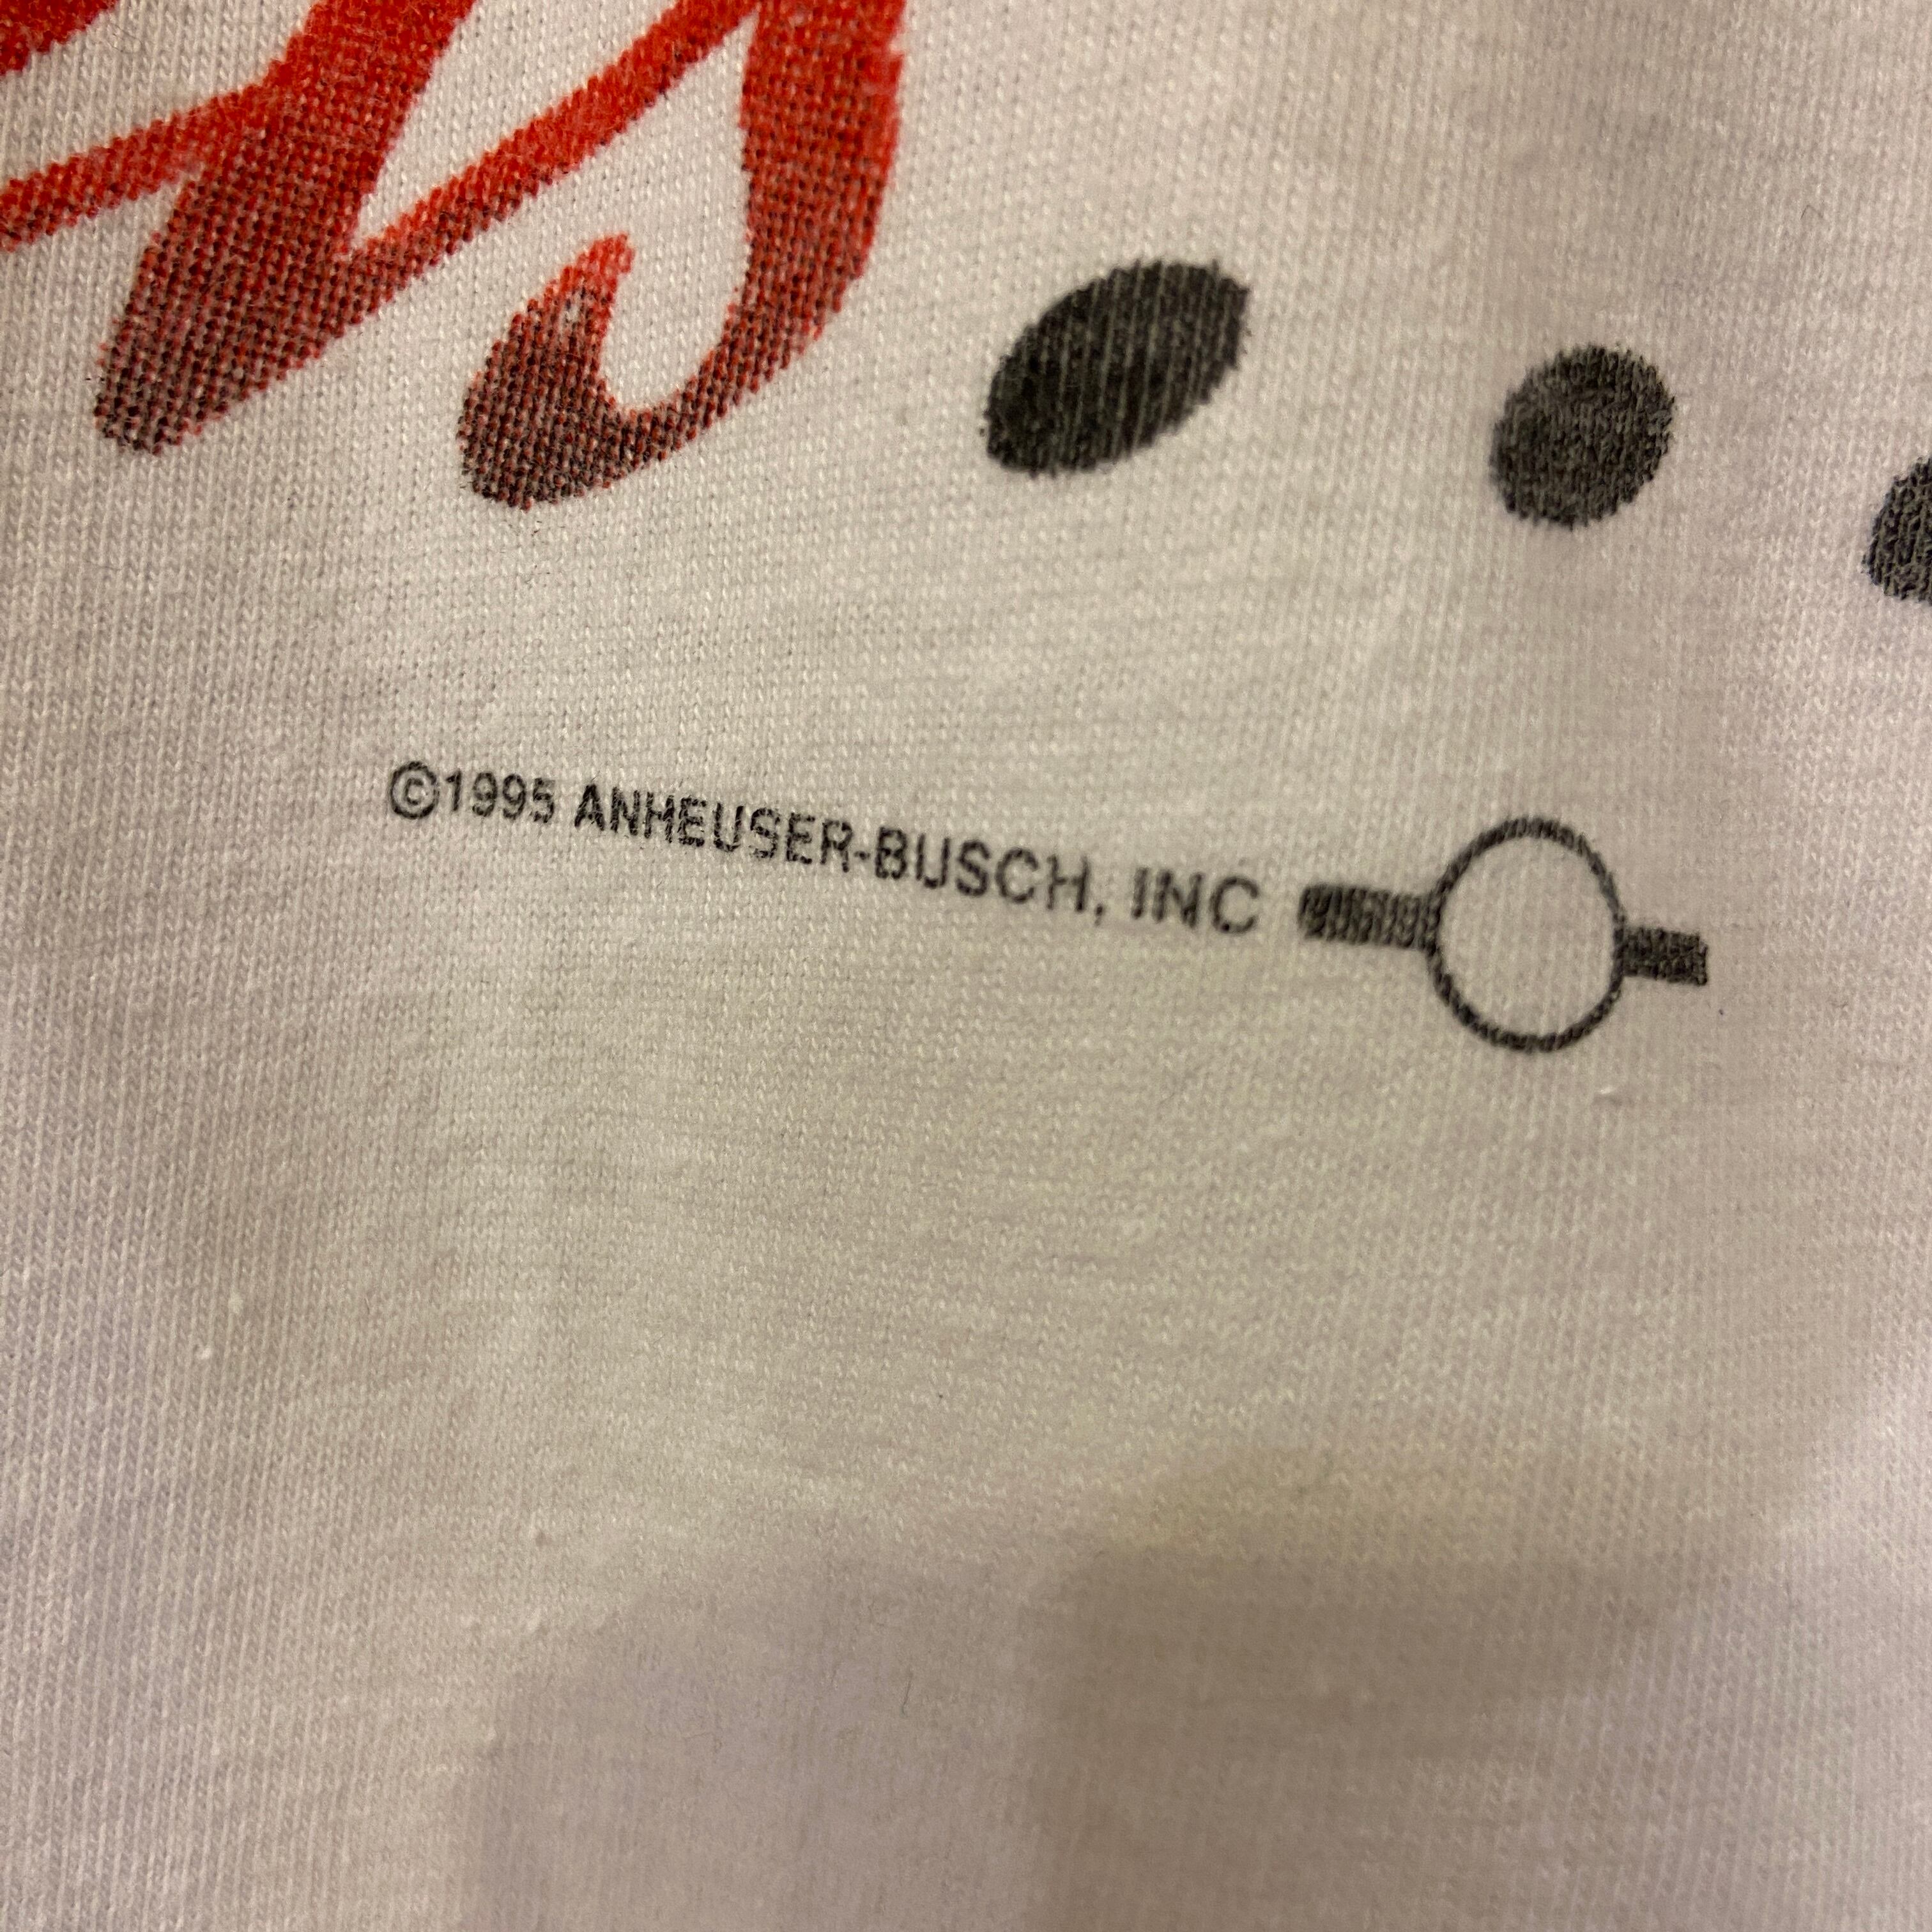 ©1995 ANHEUSER-BUSCH, INC